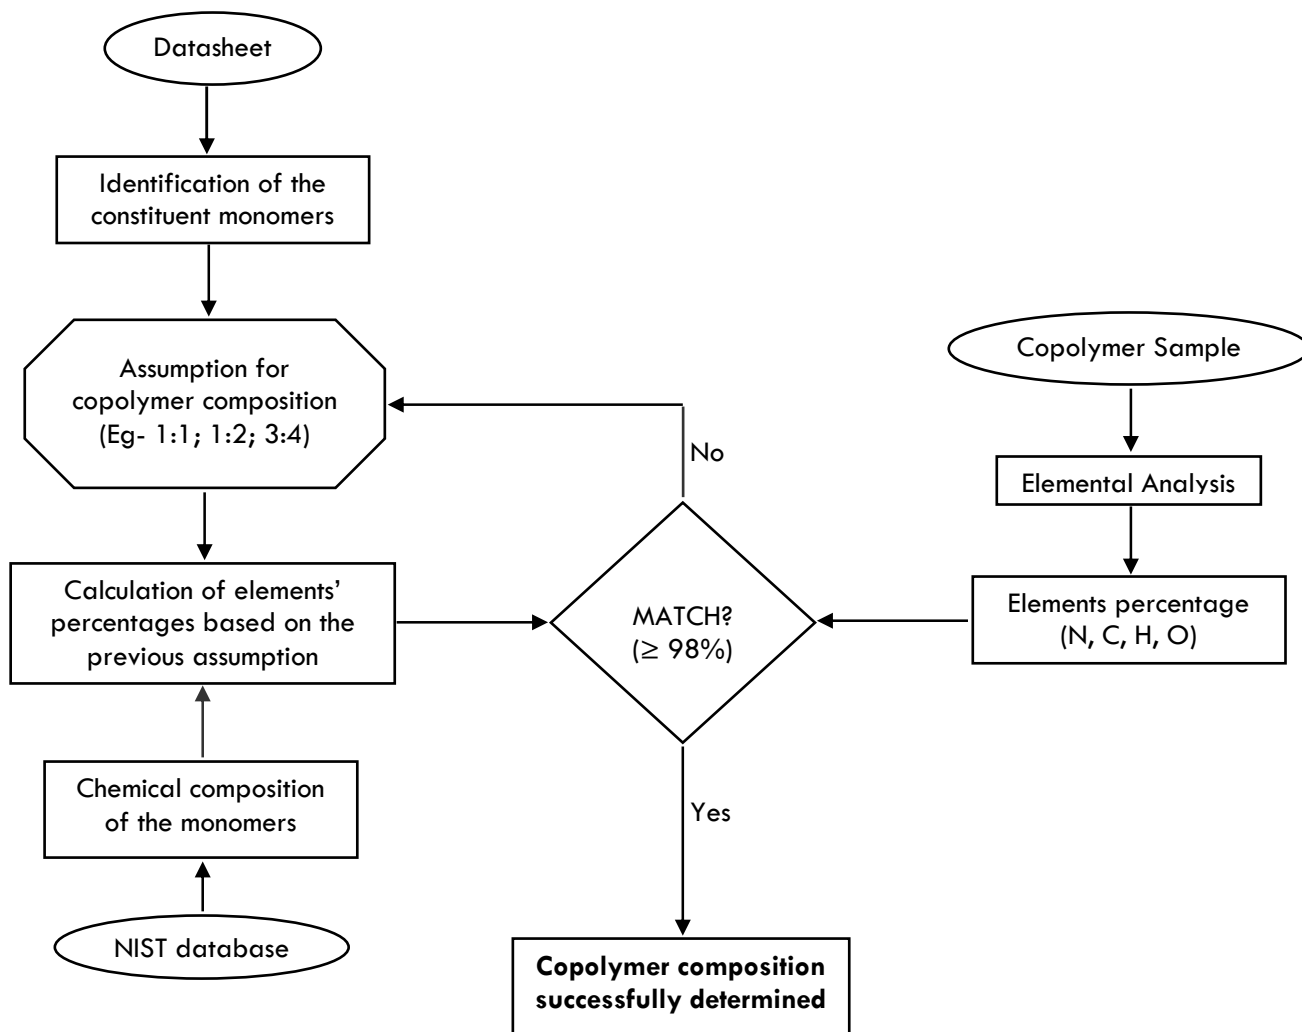 Datasheet
Identification of the
constituent monomers
Assumption for
copolymer composition
(Eg- 1:1; 1:2; 3:4)
Calculation of elements’
percentages based on the
previous assumption
Chemical composition
of the monomers
NIST database
No
MATCH?
(≥ 98%)
Yes
Copolymer composition
successfully determined
Copolymer Sample
Elemental Analysis
Elements percentage
(N, C, H, O)